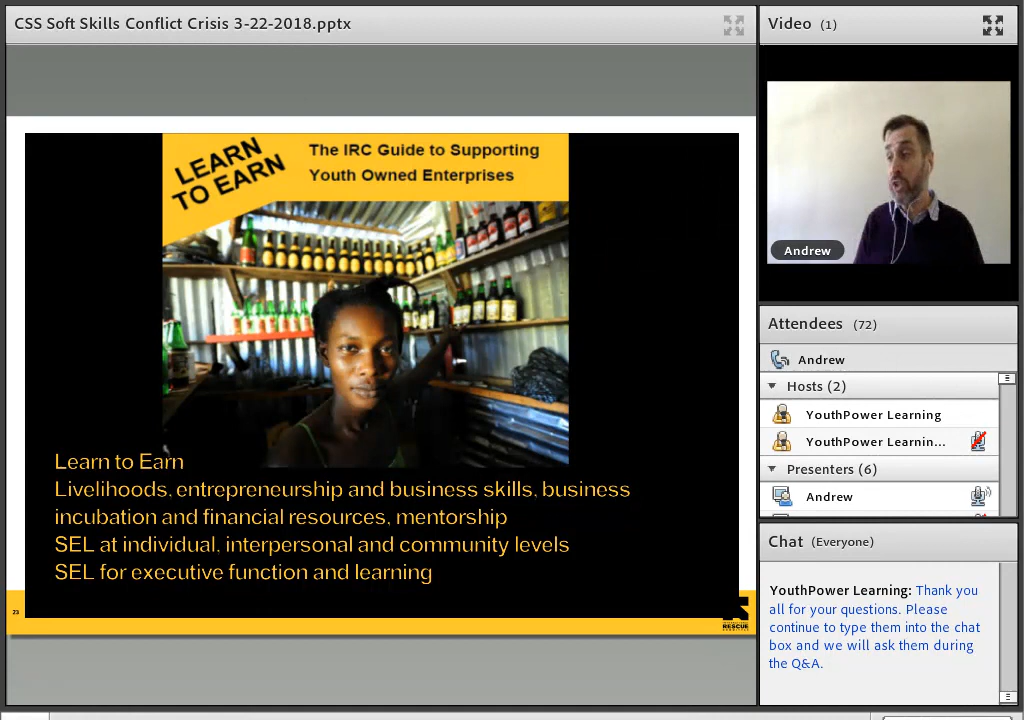 CSS Soft Skills Conflict Crisis 3-22-2018.pptx
LEARN
TO EARN
The IRC Guide to Supporting
Youth Owned Enterprises
Learn to Earn
Livelihoods, entrepreneurship and business skills, business
incubation and financial resources, mentorship
SEL at individual, interpersonal and community levels
SEL for executive function and learning
23
RESCUE
Video (1)
Andrew
Attendees (72)
Andrew
Hosts (2)
YouthPower Learning
YouthPower Learnin...
Presenters (6)
Andrew
Chat (Everyone)
YouthPower Learning: Thank you
all for your questions. Please
continue to type them into the chat
box and we will ask them during
the Q&A.